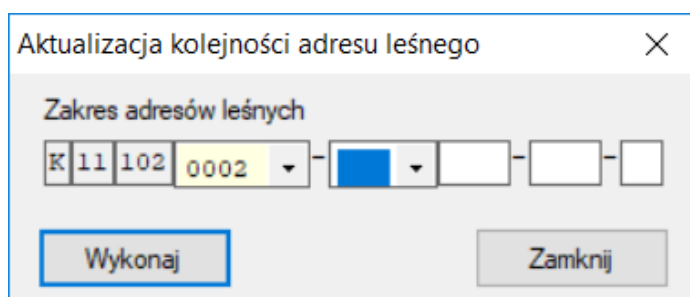 Aktualizacja kolejności adresu leśnego
Zakres adresów leśnych
K 11 102 0002 - - -
Wykonaj Zamknij